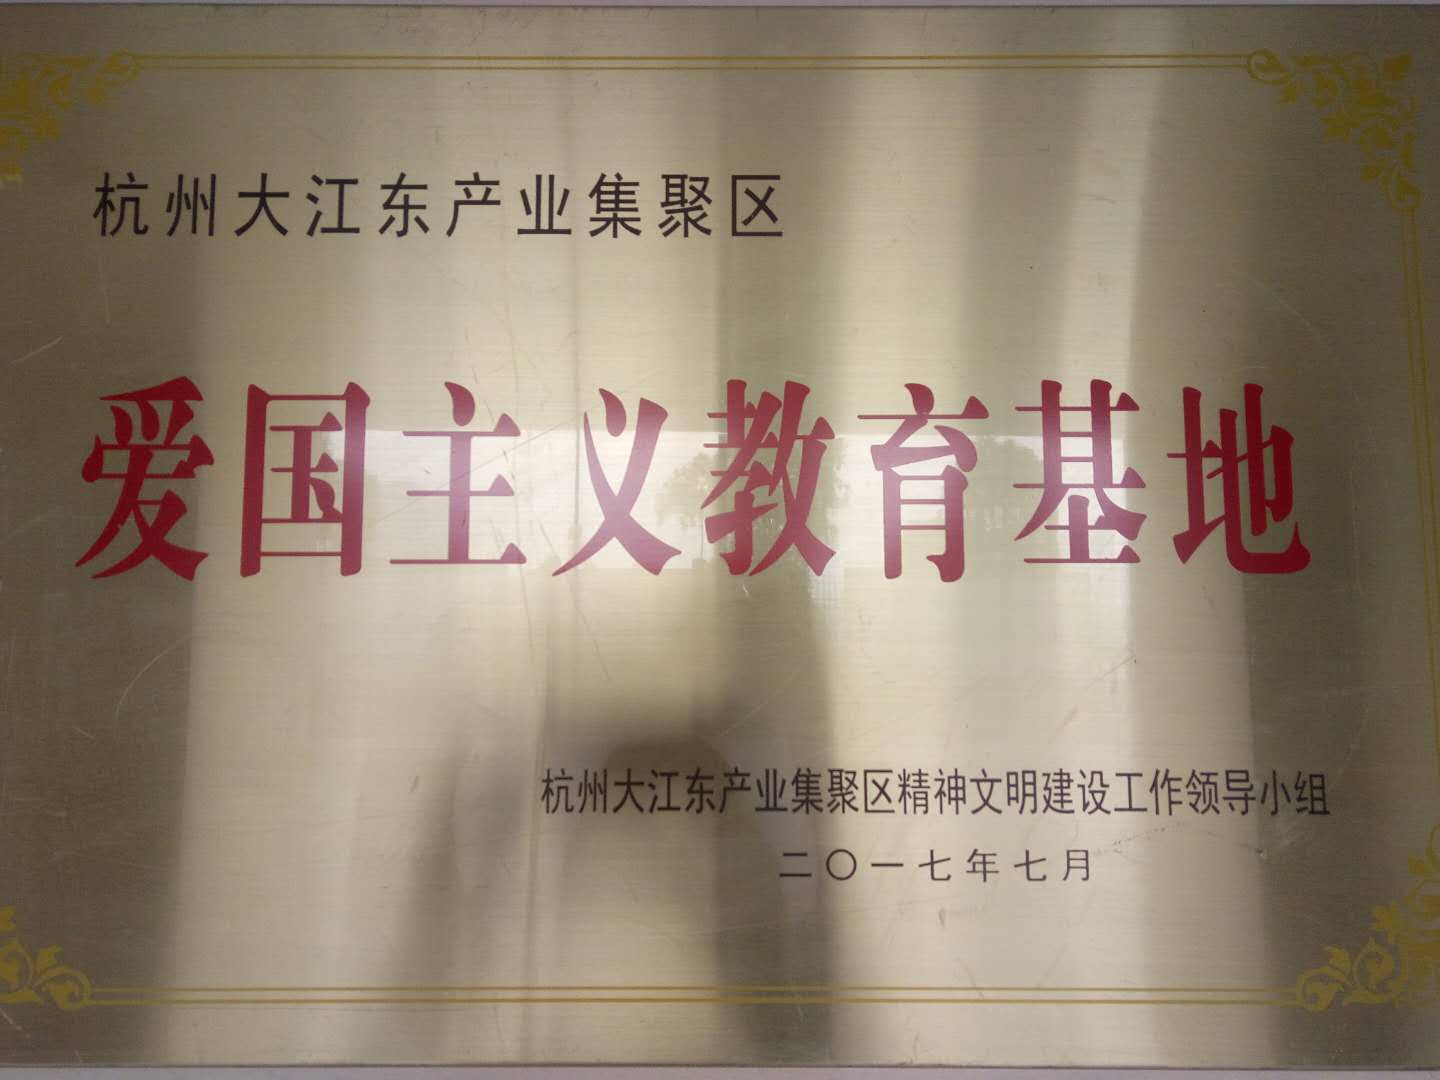 杭州大江东产业集聚区
爱国主义教育基地
杭州大江东产业集聚区精神文明建设工作领导小组
二〇一七年七月